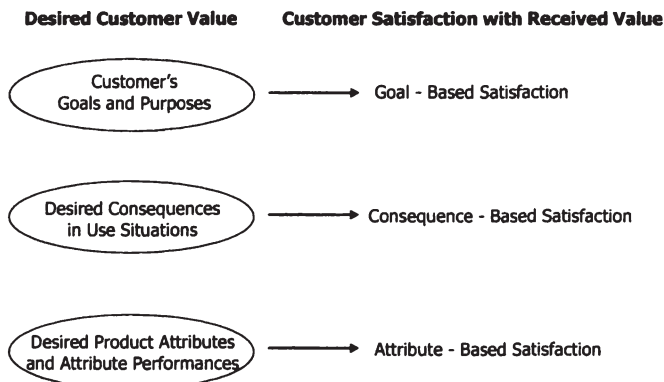 Desired Customer Value
Customer Satisfaction with Received Value
Customer's
Goals and Purposes
Goal - Based Satisfaction
Desired Consequences
in Use Situations
Consequence - Based Satisfaction
Desired Product Attributes
and Attribute Performances
Attribute - Based Satisfaction